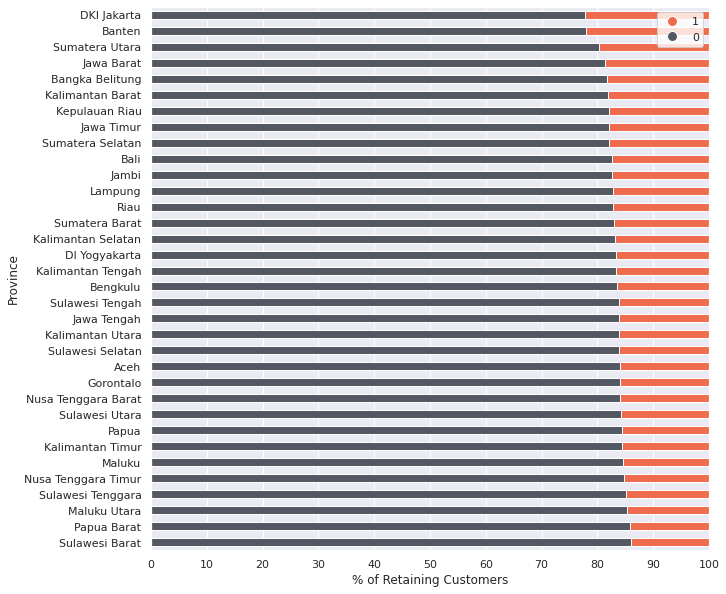 DKI Jakarta
1
Banten
0
Sumatera Utara
Jawa Barat
Bangka Belitung
Kalimantan Barat
Kepulauan Riau
Jawa Timur
Sumatera Selatan
Bali
Jambi
Lampung
Riau
Sumatera Barat
Kalimantan Selatan
DI Yogyakarta
Kalimantan Tengah
Bengkulu
Sulawesi Tengah
Jawa Tengah
Kalimantan Utara
Sulawesi Selatan
Aceh
Gorontalo
Nusa Tenggara Barat
Sulawesi Utara
Papua
Kalimantan Timur
Maluku
Nusa Tenggara Timur
Sulawesi Tenggara
Maluku Utara
Papua Barat
Sulawesi Barat
Province
0 10 20 30 40 50 60 70 80 90 100
% of Retaining Customers